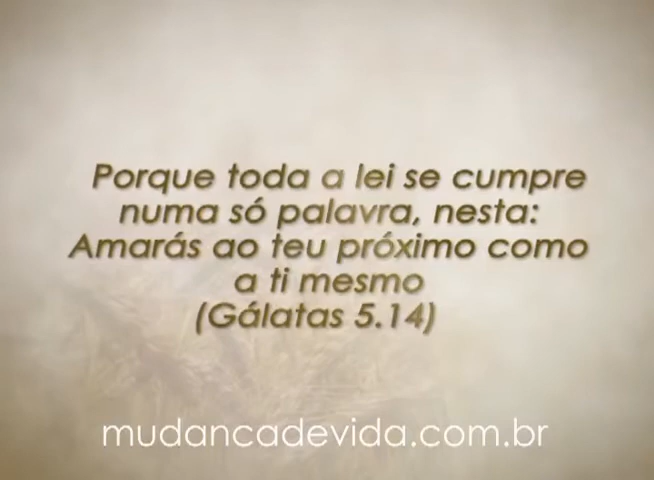 Porque toda a lei se cumpre
numa só palavra, nesta:
Amarás ao teu próximo como
a ti mesmo
(Gálatas 5.14)
mudancadevida.com.br